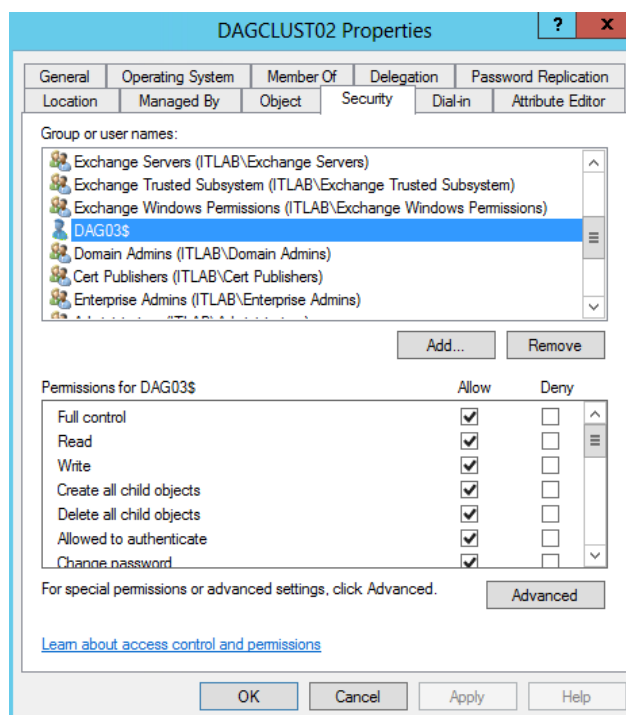 DAGCLUST02 Properties
?
x
General Operating System Member Of Delegation Password Replication
Location Managed By Object Security Dial-in Attribute Editor
Group or user names:
Exchange Servers (ITLAB\Exchange Servers)
Exchange Trusted Subsystem (ITLAB\Exchange Trusted Subsystem)
Exchange Windows Permissions (ITLAB\Exchange Windows Permissions)
DAG03$
Domain Admins (ITLAB\Domain Admins)
Cert Publishers (ITLAB\Cert Publishers)
Enterprise Admins (ITLAB\Enterprise Admins)
Add... Remove
Permissions for DAG03$ Allow Deny
Full control
Read
Write
Create all child objects
Delete all child objects
Allowed to authenticate
Change password
For special permissions or advanced settings, click Advanced. Advanced
Learn about access control and permissions
OK Cancel Apply Help